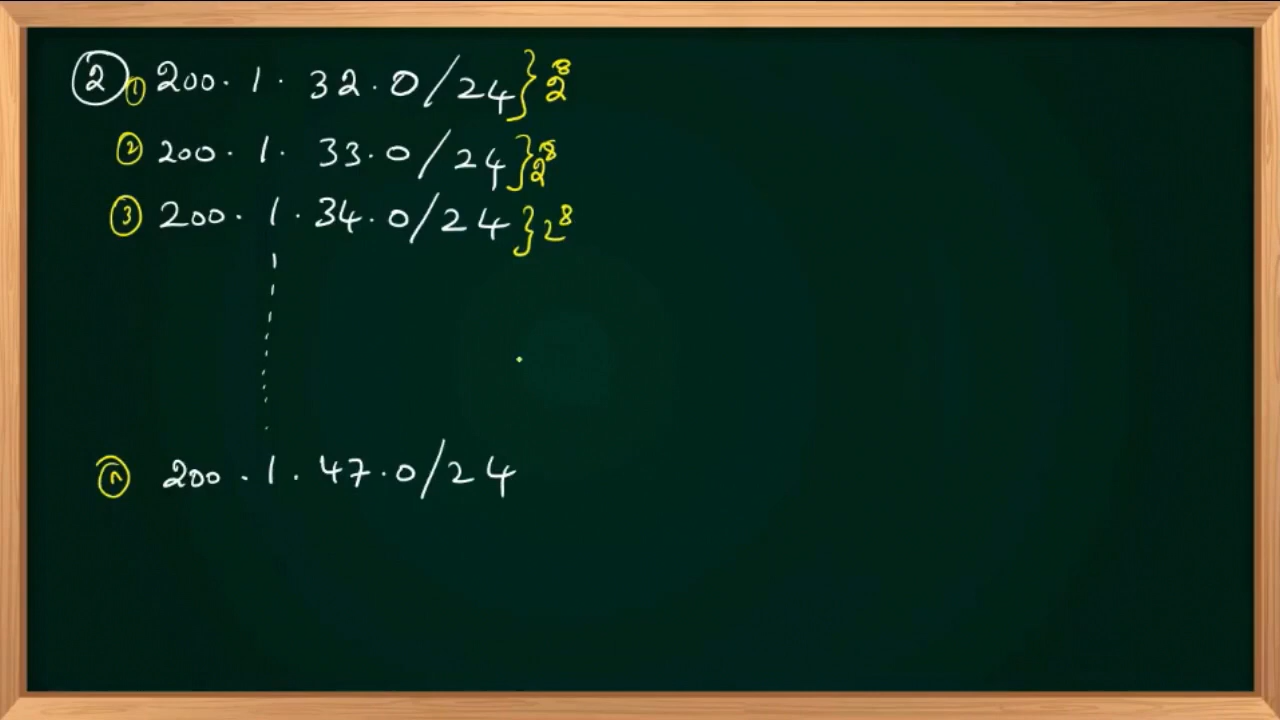 ② ① 200.1.32.0/24 } 2⁸
② 200.1.33.0/24 } 2⁸
③ 200.1.34.0/24 } 2⁸
ⓝ 200.1.47.0/24